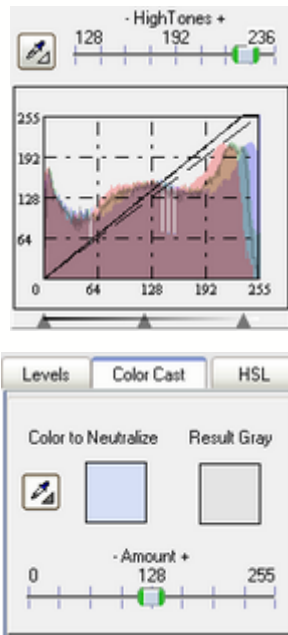 - HighTones +
128 192 236
255
192
128
64
0 64 128 192 255
Levels Color Cast HSL
Color to Neutralize Result Gray
- Amount +
0 128 255